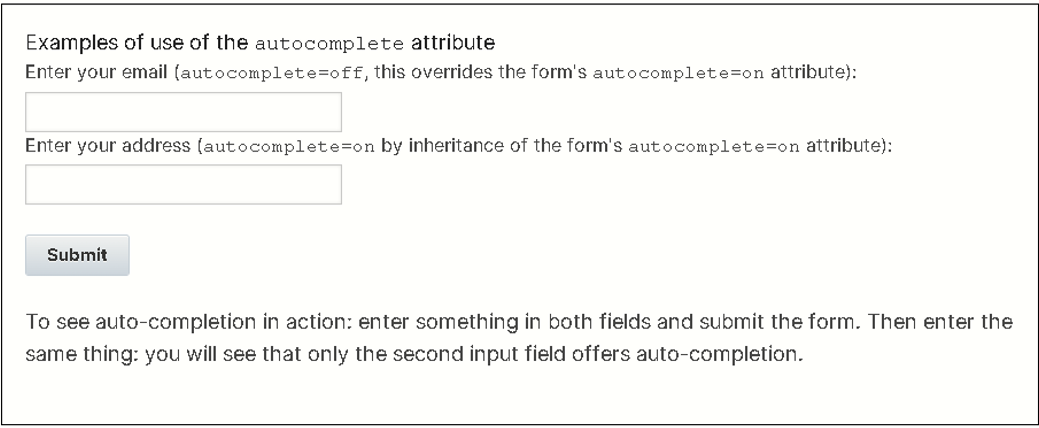 Examples of use of the autocomplete attribute
Enter your email (autocomplete=off, this overrides the form's autocomplete=on attribute):
Enter your address (autocomplete=on by inheritance of the form's autocomplete=on attribute):
Submit
To see auto-completion in action: enter something in both fields and submit the form. Then enter the
same thing: you will see that only the second input field offers auto-completion.